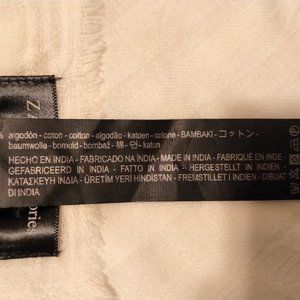 % algodón - coton - cotton - algodão - katoen - cotone - BAMBAKI - コットン -
baumwolle - bomuld - bombaž - 棉 - 면 - katun
HECHO EN INDIA - FABRICADO NA ÍNDIA - MADE IN INDIA - FABRIQUÉ EN INDE -
GEFABRICEERD IN INDIA - FATTO IN INDIA - HERGESTELLT IN INDIEN -
ΚΑΤΑΣΚΕΥΗ ΙΝΔΙΑ - ÜRETİM YERİ HİNDİSTAN - FREMSTILLET I INDIEN - DIBUAT
DI INDIA